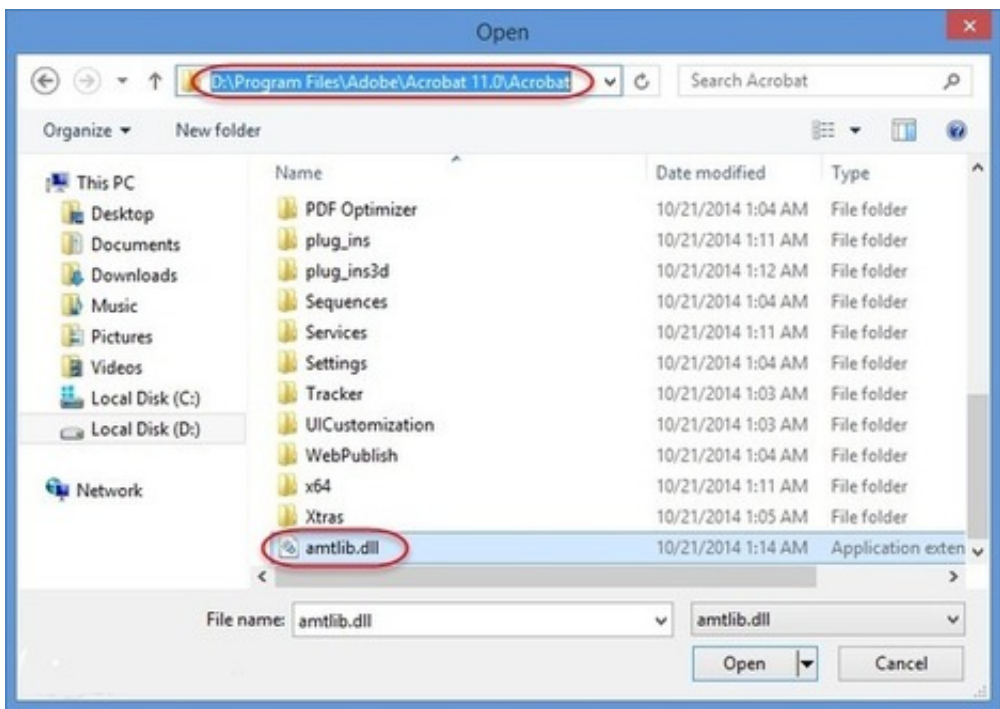 Open
D:\Program Files\Adobe\Acrobat 11.0\Acrobat Search Acrobat
Organize New folder
Name Date modified Type
This PC
Desktop
Documents
Downloads
Music
Pictures
Videos
Local Disk (C:)
Local Disk (D:)
Network
PDF Optimizer 10/21/2014 1:04 AM File folder
plug_ins 10/21/2014 1:11 AM File folder
plug_ins3d 10/21/2014 1:12 AM File folder
Sequences 10/21/2014 1:04 AM File folder
Services 10/21/2014 1:11 AM File folder
Settings 10/21/2014 1:04 AM File folder
Tracker 10/21/2014 1:03 AM File folder
UICustomization 10/21/2014 1:03 AM File folder
WebPublish 10/21/2014 1:04 AM File folder
x64 10/21/2014 1:11 AM File folder
Xtras 10/21/2014 1:05 AM File folder
amtlib.dll 10/21/2014 1:14 AM Application exten
File name: amtlib.dll amtlib.dll
Open Cancel